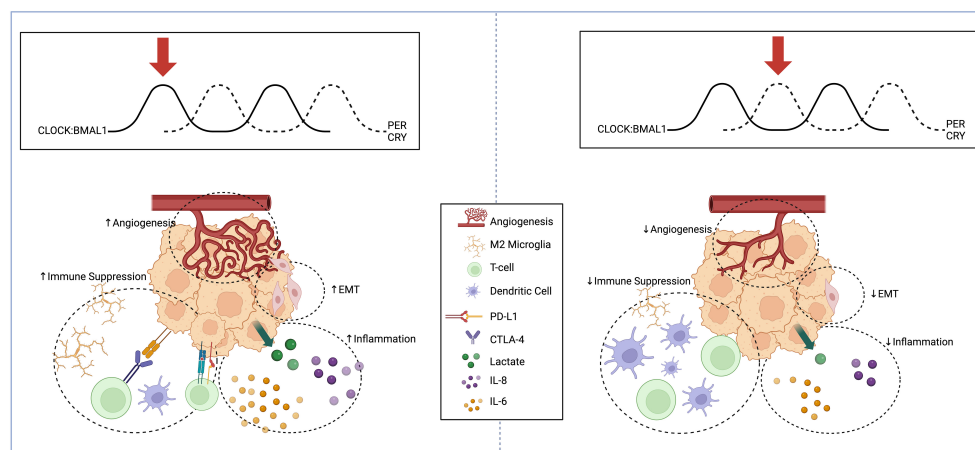 CLOCK:BMAL1
PER
CRY
↑Angiogenesis
↑Immune Suppression
↑EMT
↑Inflammation
Angiogenesis
M2 Microglia
T-cell
Dendritic Cell
PD-L1
CTLA-4
Lactate
IL-8
IL-6
CLOCK:BMAL1
PER
CRY
↓Angiogenesis
↓Immune Suppression
↓EMT
↓Inflammation